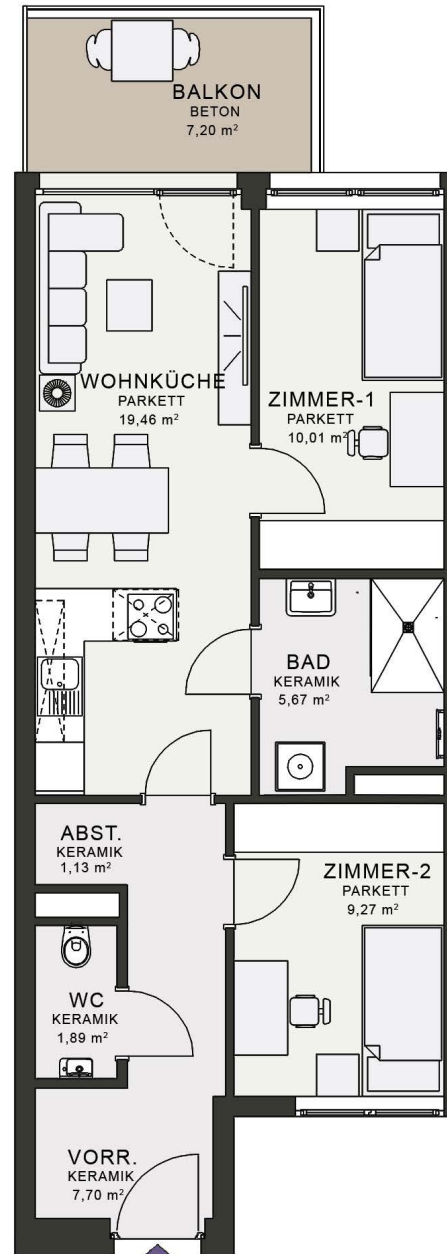 BALKON
BETON
7,20 m²
WOHNKÜCHE
PARKETT
19,46 m²
ZIMMER-1
PARKETT
10,01 m²
BAD
KERAMIK
5,67 m²
ABST.
KERAMIK
1,13 m²
ZIMMER-2
PARKETT
9,27 m²
WC
KERAMIK
1,89 m²
VORR.
KERAMIK
7,70 m²